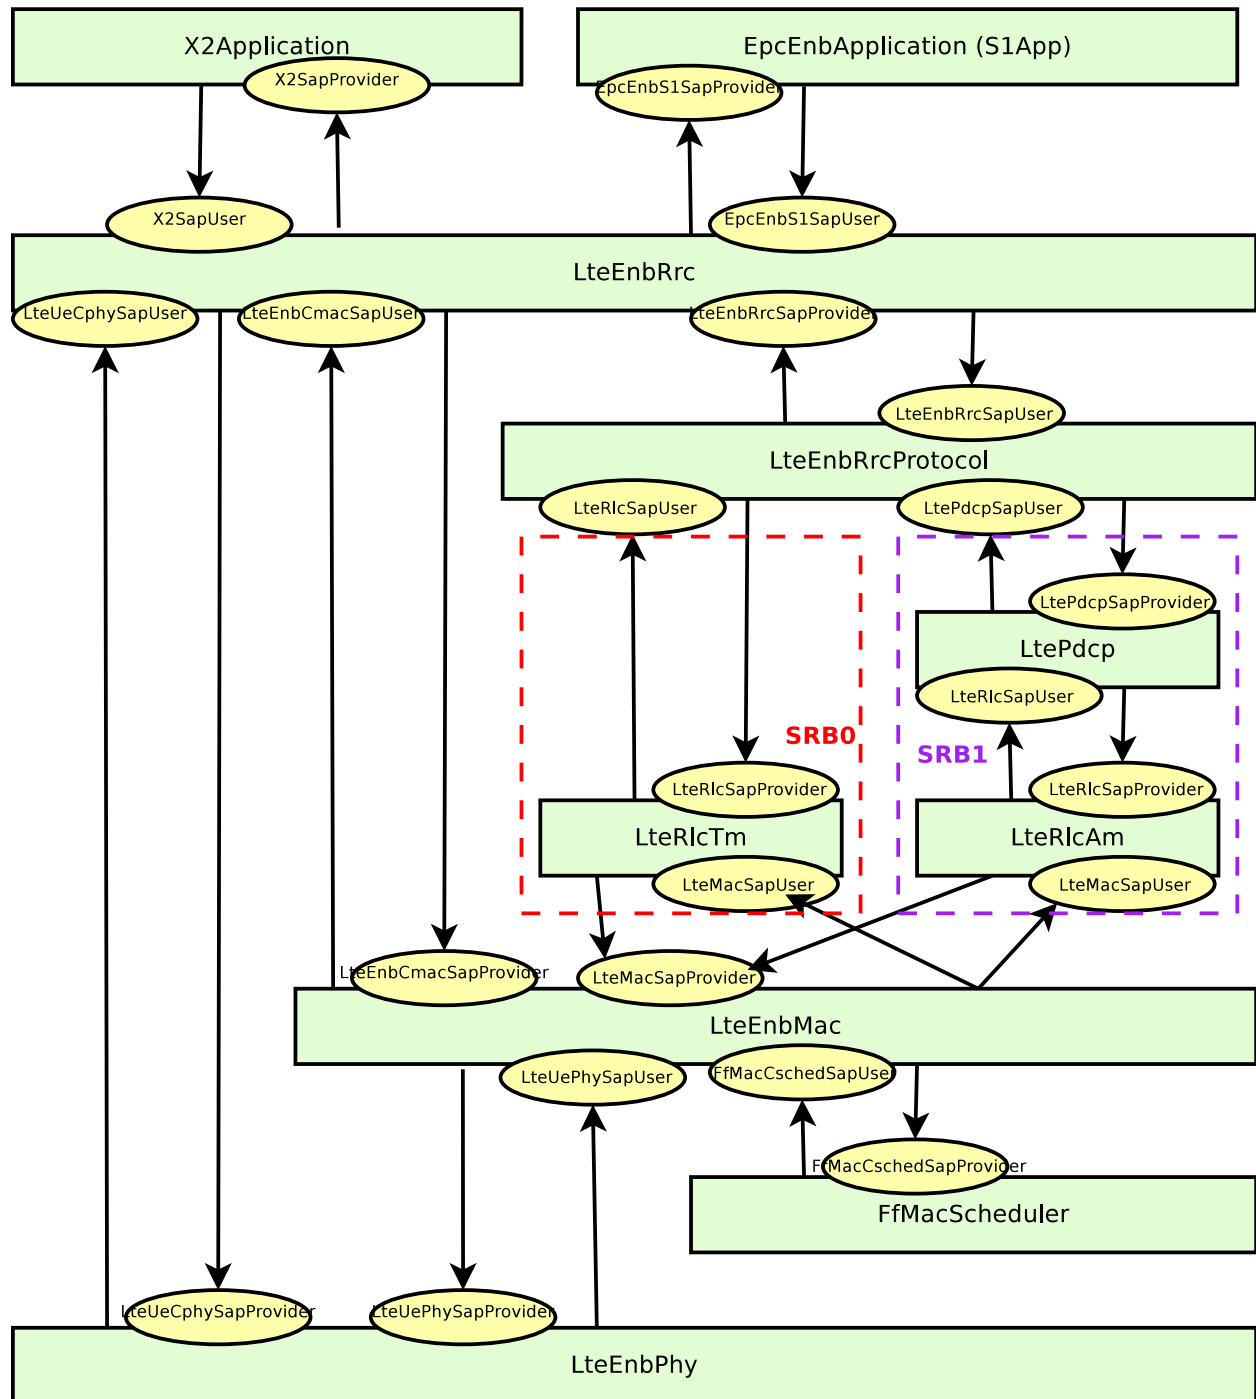 X2Application
EpcEnbApplication (S1App)
X2SapProvider
EpcEnbS1SapProvider
X2SapUser
EpcEnbS1SapUser
LteEnbRrc
LteUeCphySapUser
LteEnbCmacSapUser
LteEnbRrcSapProvider
LteEnbRrcSapUser
LteEnbRrcProtocol
LteRlcSapUser
LtePdcpSapUser
LtePdcpSapProvider
LtePdcp
LteRlcSapUser
SRB0
SRB1
LteRlcSapProvider
LteRlcSapProvider
LteRlcTm
LteRlcAm
LteMacSapUser
LteMacSapUser
LteEnbCmacSapProvider
LteMacSapProvider
LteEnbMac
LteUePhySapUser
FfMacCschedSapUser
FfMacCschedSapProvider
FfMacScheduler
LteUeCphySapProvider
LteUePhySapProvider
LteEnbPhy